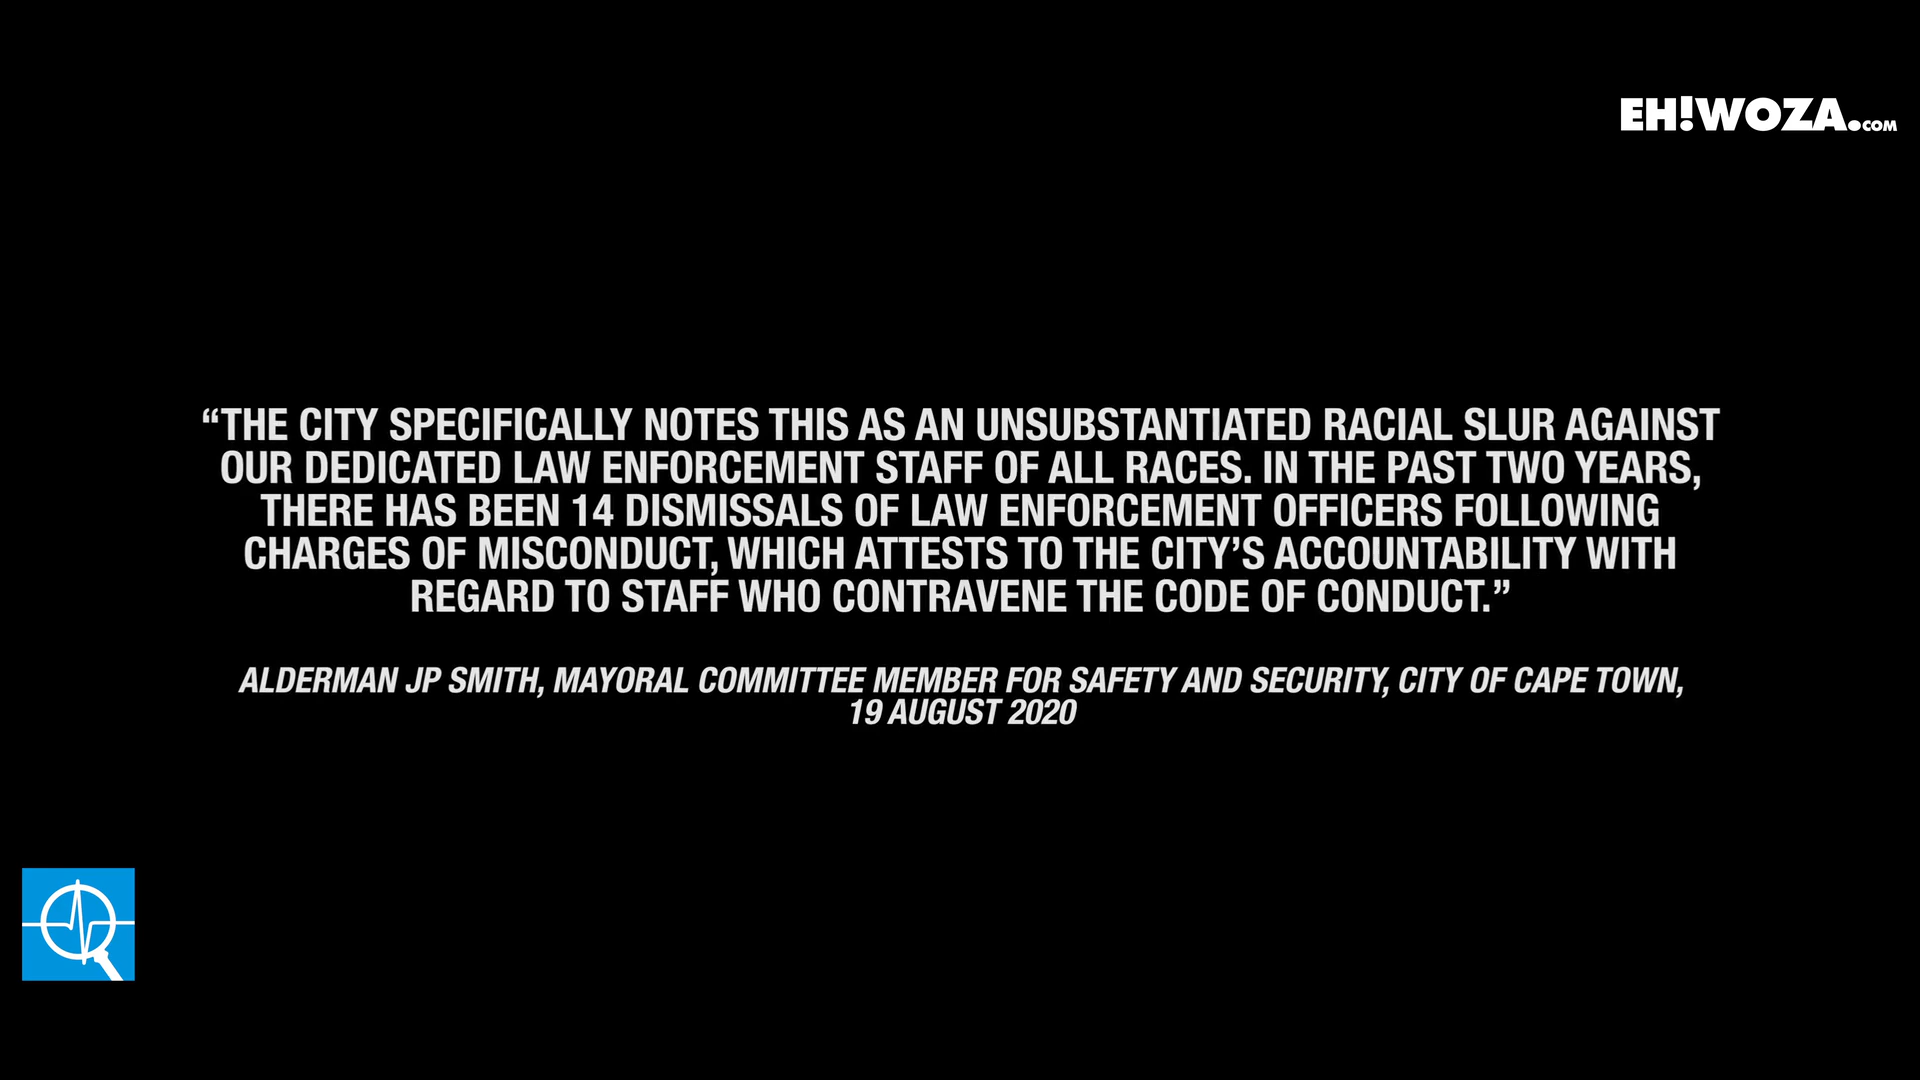 EH!WOZA.COM
“THE CITY SPECIFICALLY NOTES THIS AS AN UNSUBSTANTIATED RACIAL SLUR AGAINST
OUR DEDICATED LAW ENFORCEMENT STAFF OF ALL RACES. IN THE PAST TWO YEARS,
THERE HAS BEEN 14 DISMISSALS OF LAW ENFORCEMENT OFFICERS FOLLOWING
CHARGES OF MISCONDUCT, WHICH ATTESTS TO THE CITY’S ACCOUNTABILITY WITH
REGARD TO STAFF WHO CONTRAVENE THE CODE OF CONDUCT.”
ALDERMAN JP SMITH, MAYORAL COMMITTEE MEMBER FOR SAFETY AND SECURITY, CITY OF CAPE TOWN,
19 AUGUST 2020